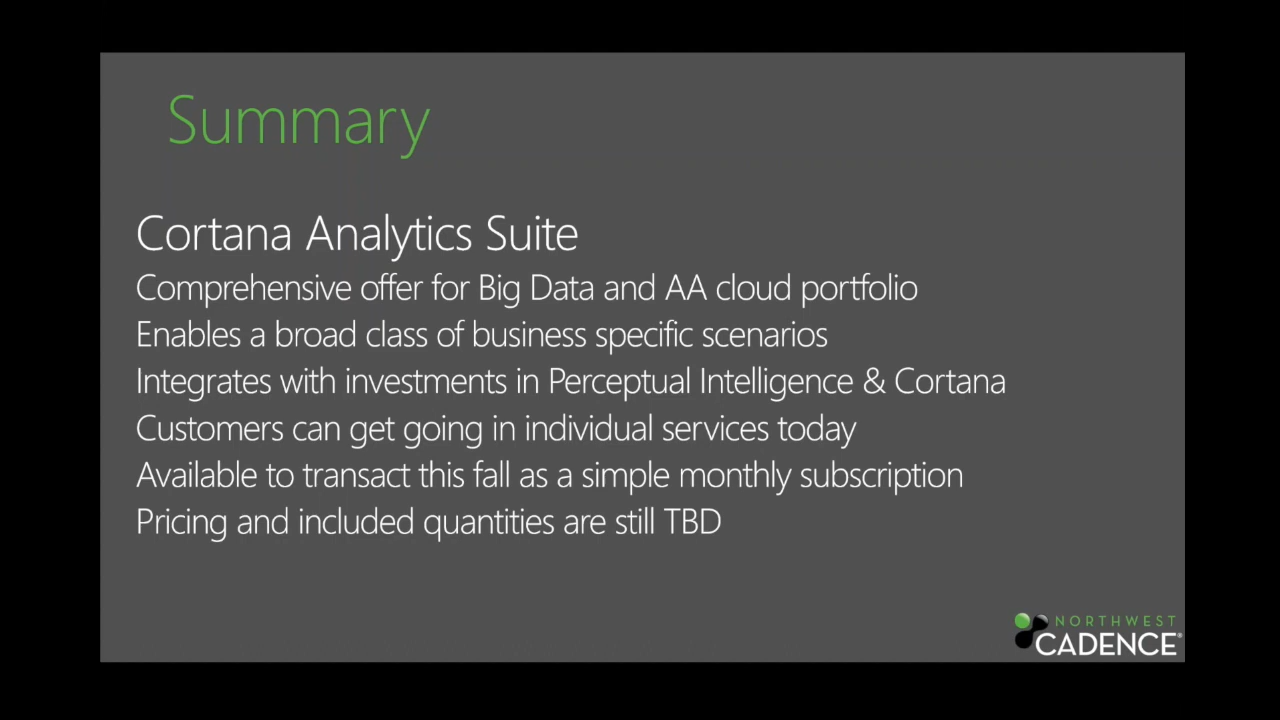 Summary
Cortana Analytics Suite
Comprehensive offer for Big Data and AA cloud portfolio
Enables a broad class of business specific scenarios
Integrates with investments in Perceptual Intelligence & Cortana
Customers can get going in individual services today
Available to transact this fall as a simple monthly subscription
Pricing and included quantities are still TBD
NORTHWEST
CADENCE®